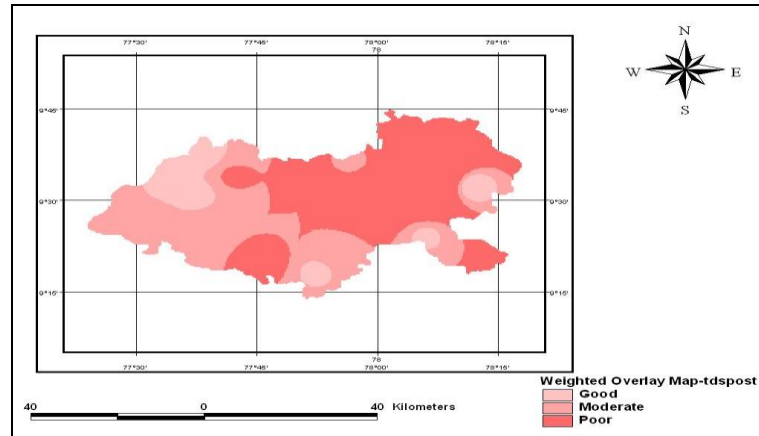 N
W E
S
77°30' 77°45' 78 78°15'
78
9°45' 9°45'
9°30' 9°30'
9°15' 9°15'
78
77°30' 77°45' 78°00' 78°15'
Weighted Overlay Map-tdspost
Good
Moderate
Poor
40 0 40 Kilometers